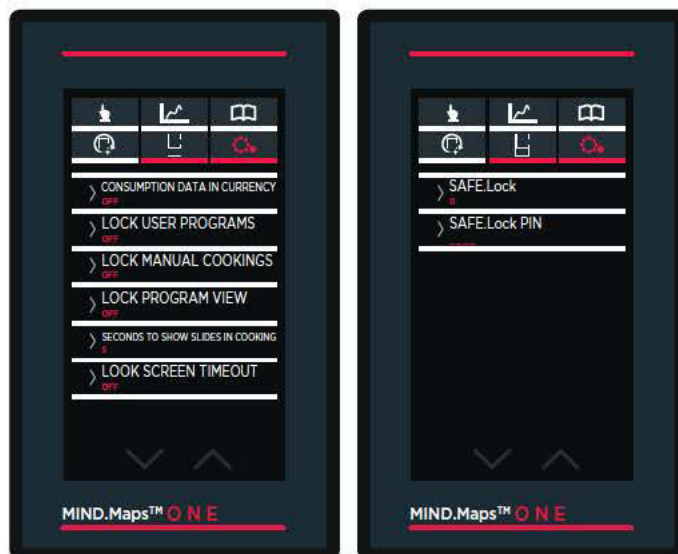 CONSUMPTION DATA IN CURRENCY
OFF
LOCK USER PROGRAMS
OFF
LOCK MANUAL COOKINGS
OFF
LOCK PROGRAM VIEW
OFF
SECONDS TO SHOW SLIDES IN COOKING
5
LOOK SCREEN TIMEOUT
OFF
MIND.Maps™ ONE
SAFE.Lock
0
SAFE.Lock PIN
----
MIND.Maps™ ONE